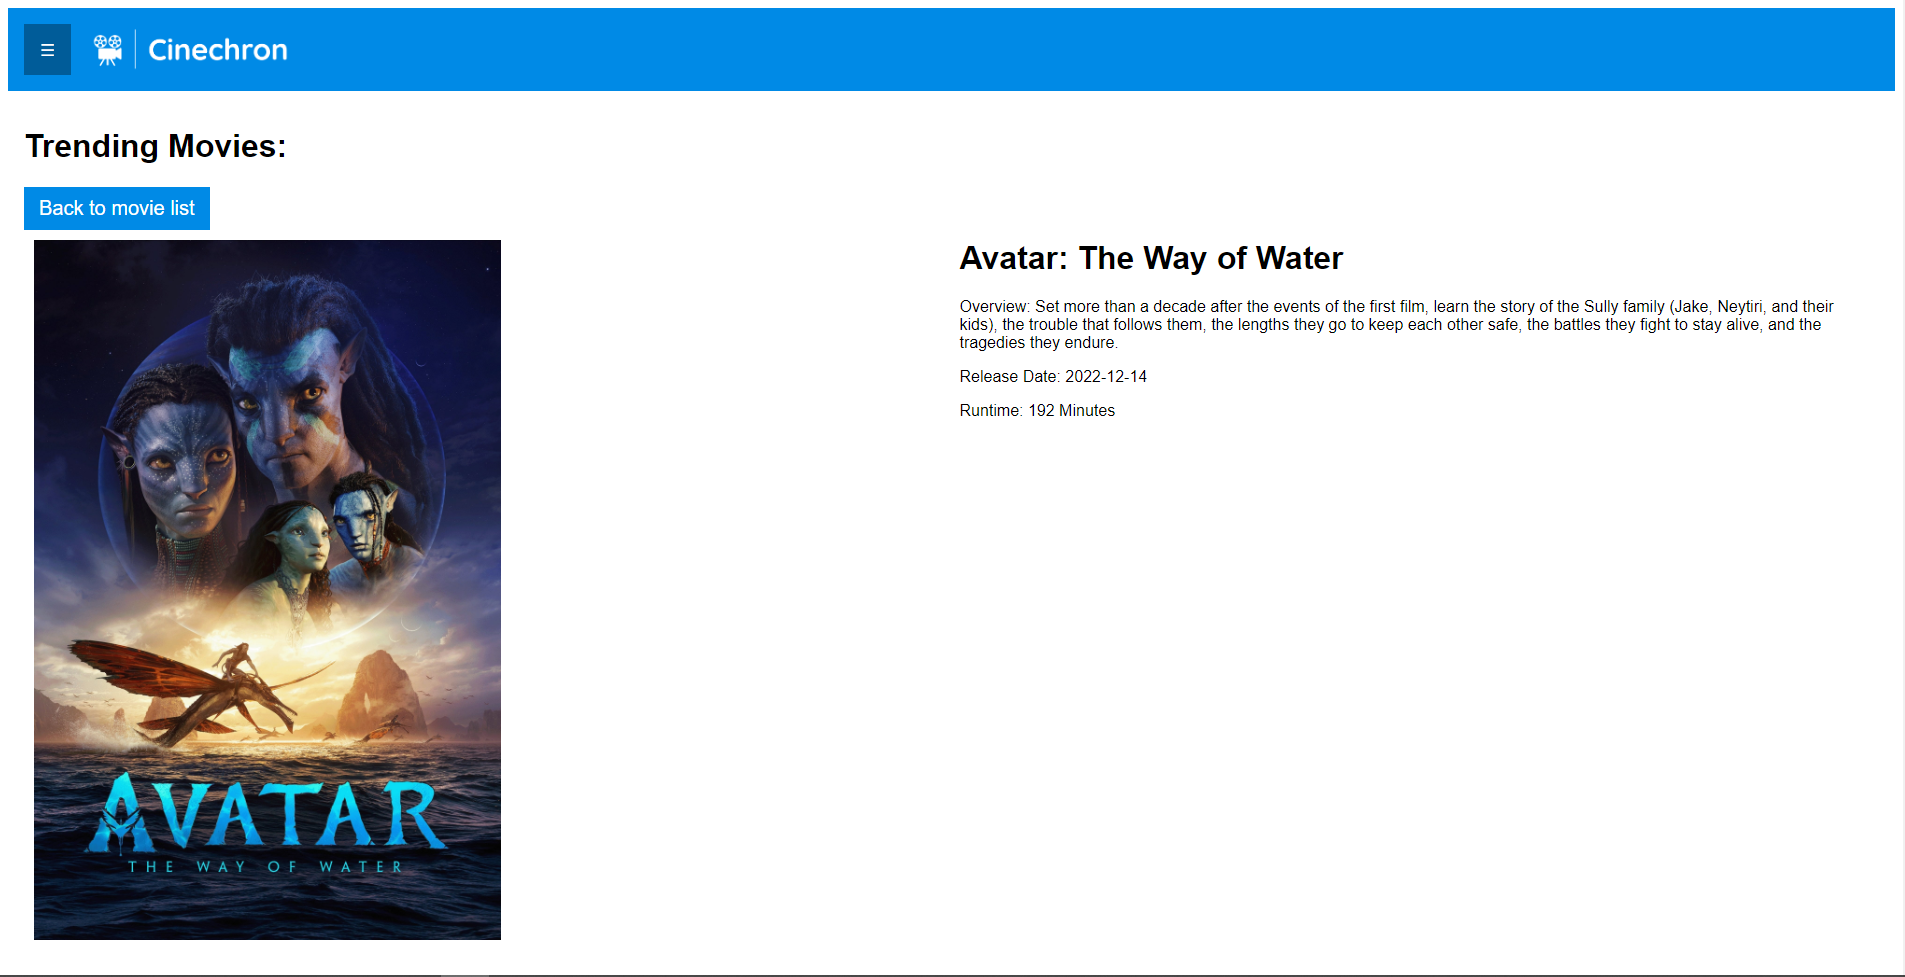 ☰ Cinechron
Trending Movies:
Back to movie list
Avatar: The Way of Water
Overview: Set more than a decade after the events of the first film, learn the story of the Sully family (Jake, Neytiri, and their
kids), the trouble that follows them, the lengths they go to keep each other safe, the battles they fight to stay alive, and the
tragedies they endure.
Release Date: 2022-12-14
Runtime: 192 Minutes
AVATAR
THE WAY OF WATER